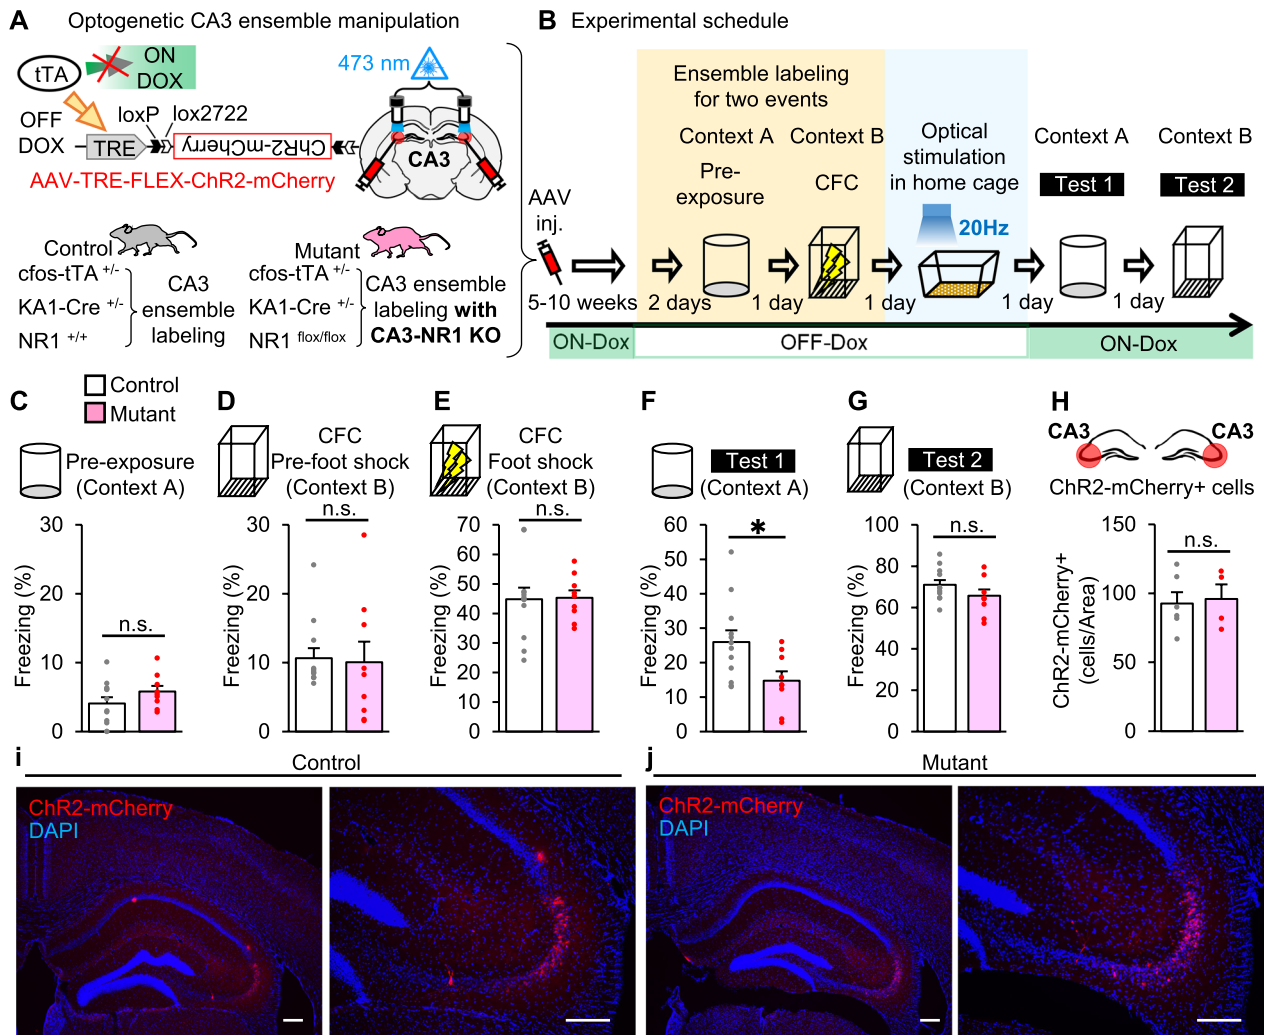 A Optogenetic CA3 ensemble manipulation
tTA
ON
DOX
473 nm
OFF
DOX
loxP
lox2722
TRE
ChR2-mCherry
CA3
AAV-TRE-FLEX-ChR2-mCherry
Control
cfos-tTA +/-
KA1-Cre +/-
NR1 +/+
CA3
ensemble
labeling
Mutant
cfos-tTA +/-
KA1-Cre +/-
NR1 flox/flox
CA3 ensemble
labeling with
CA3-NR1 KO
B Experimental schedule
Ensemble labeling
for two events
Context A
Pre-
exposure
Context B
CFC
Optical
stimulation
in home cage
20Hz
Context A
Test 1
Context B
Test 2
AAV
inj.
5-10 weeks
2 days
1 day
1 day
1 day
1 day
ON-Dox
OFF-Dox
ON-Dox
Control
Mutant
C
Pre-exposure
(Context A)
Freezing (%)
30
20
10
0
n.s.
D
CFC
Pre-foot shock
(Context B)
Freezing (%)
30
20
10
0
n.s.
E
CFC
Foot shock
(Context B)
Freezing (%)
70
60
50
40
30
20
10
0
n.s.
F
Test 1
(Context A)
Freezing (%)
60
50
40
30
20
10
0
*
G
Test 2
(Context B)
Freezing (%)
100
80
60
40
20
0
n.s.
H
CA3
CA3
ChR2-mCherry+ cells
ChR2-mCherry+
(cells/Area)
150
100
50
0
n.s.
i
Control
ChR2-mCherry
DAPI
j
Mutant
ChR2-mCherry
DAPI